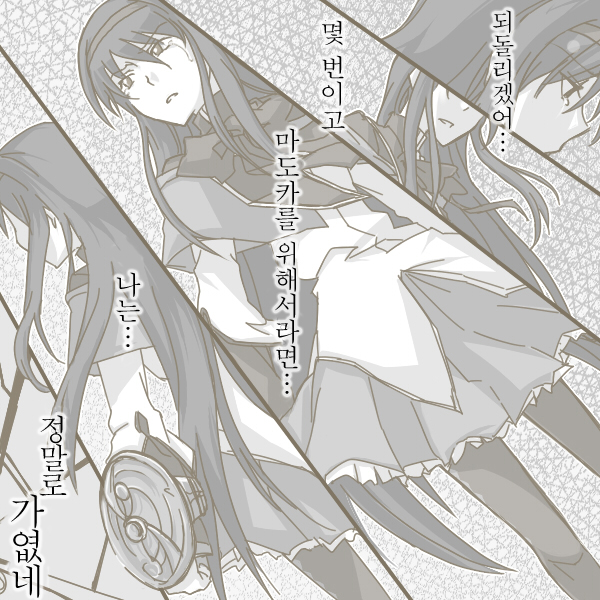 되돌리겠어…
몇 번이고
마도카를 위해서라면…
나는…
정말로
가엾네